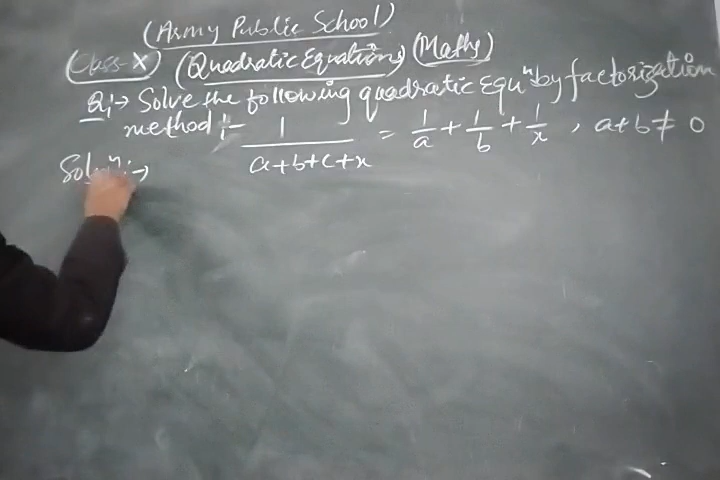 (Army Public School)
(Class-X) (Quadratic Equations) (Maths)
Q:→ Solve the following quadratic Equⁿ by factorization
method:- 1/(a+b+c+x) = 1/a + 1/b + 1/x , a+b ≠ 0
Solⁿ:→